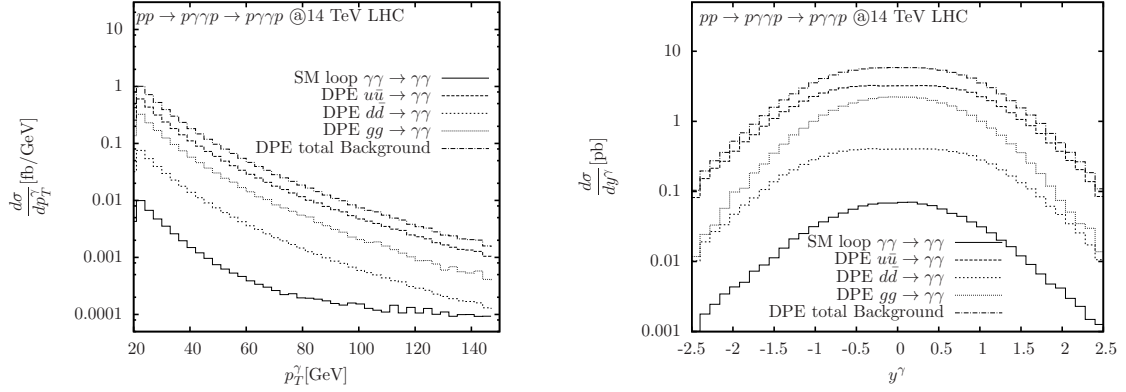 pp → pγγp → pγγp @14 TeV LHC
10
1
0.1
0.01
0.001
0.0001
dσ/dp_T^γ [fb/GeV]
SM loop γγ → γγ
DPE uū → γγ
DPE dd̄ → γγ
DPE gg → γγ
DPE total Background
20 40 60 80 100 120 140
p_T^γ[GeV]
pp → pγγp → pγγp @14 TeV LHC
10
1
0.1
0.01
0.001
dσ/dy^γ [pb]
SM loop γγ → γγ
DPE uū → γγ
DPE dd̄ → γγ
DPE gg → γγ
DPE total Background
-2.5 -2 -1.5 -1 -0.5 0 0.5 1 1.5 2 2.5
y^γ